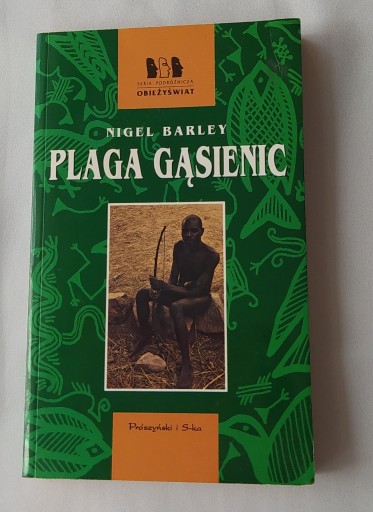 SERIA PODRÓŻNICZA
OBIEŻYŚWIAT
NIGEL BARLEY
PLAGA GĄSIENIC
Prószyński i S-ka